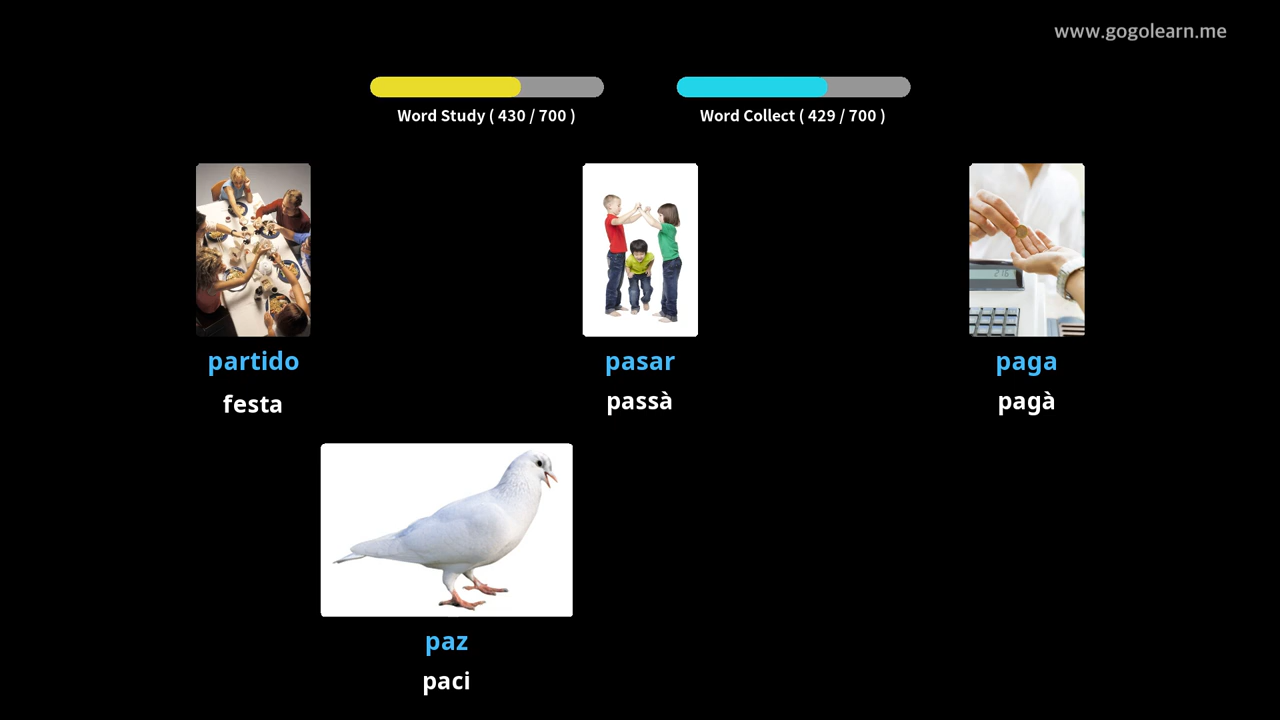 www.gogolearn.me
Word Study ( 430 / 700 )
Word Collect ( 429 / 700 )
partido
festa
pasar
passà
paga
pagà
paz
paci